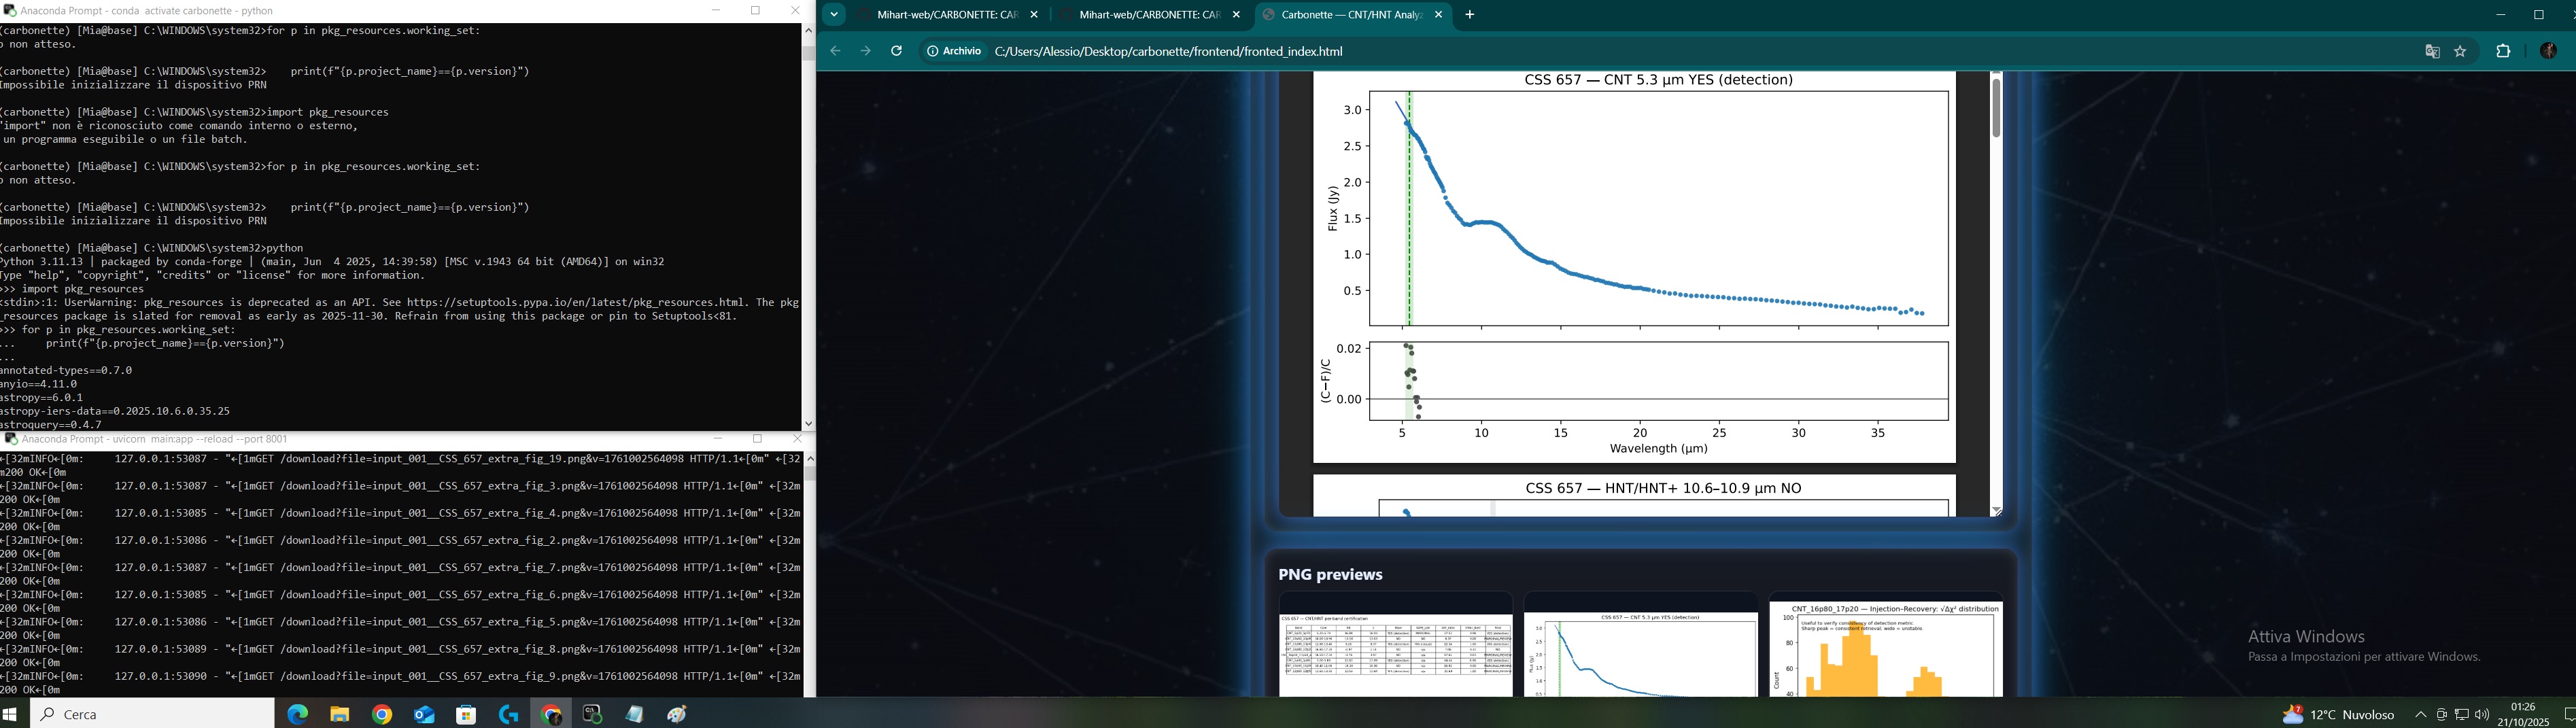 Anaconda Prompt - conda  activate carbonette - python
(carbonette) [Mia@base] C:\WINDOWS\system32>for p in pkg_resources.working_set:
p non atteso.
(carbonette) [Mia@base] C:\WINDOWS\system32>    print(f"{p.project_name}=={p.version}")
Impossibile inizializzare il dispositivo PRN
(carbonette) [Mia@base] C:\WINDOWS\system32>import pkg_resources
"import" non è riconosciuto come comando interno o esterno,
 un programma eseguibile o un file batch.
(carbonette) [Mia@base] C:\WINDOWS\system32>for p in pkg_resources.working_set:
p non atteso.
(carbonette) [Mia@base] C:\WINDOWS\system32>    print(f"{p.project_name}=={p.version}")
Impossibile inizializzare il dispositivo PRN
(carbonette) [Mia@base] C:\WINDOWS\system32>python
Python 3.11.13 | packaged by conda-forge | (main, Jun  4 2025, 14:39:58) [MSC v.1943 64 bit (AMD64)] on win32
Type "help", "copyright", "credits" or "license" for more information.
>>> import pkg_resources
<stdin>:1: UserWarning: pkg_resources is deprecated as an API. See https://setuptools.pypa.io/en/latest/pkg_resources.html. The pkg
_resources package is slated for removal as early as 2025-11-30. Refrain from using this package or pin to Setuptools<81.
>>> for p in pkg_resources.working_set:
...     print(f"{p.project_name}=={p.version}")
...
annotated-types==0.7.0
anyio==4.11.0
astropy==6.0.1
astropy-iers-data==0.2025.10.6.0.35.25
astroquery==0.4.7
Anaconda Prompt - uvicorn  main:app --reload --port 8001
←[32mINFO←[0m:     127.0.0.1:53087 - "←[1mGET /download?file=input_001__CSS_657_extra_fig_19.png&v=1761002564098 HTTP/1.1←[0m" ←[32
m200 OK←[0m
←[32mINFO←[0m:     127.0.0.1:53087 - "←[1mGET /download?file=input_001__CSS_657_extra_fig_3.png&v=1761002564098 HTTP/1.1←[0m" ←[32m
200 OK←[0m
←[32mINFO←[0m:     127.0.0.1:53085 - "←[1mGET /download?file=input_001__CSS_657_extra_fig_4.png&v=1761002564098 HTTP/1.1←[0m" ←[32m
200 OK←[0m
←[32mINFO←[0m:     127.0.0.1:53086 - "←[1mGET /download?file=input_001__CSS_657_extra_fig_2.png&v=1761002564098 HTTP/1.1←[0m" ←[32m
200 OK←[0m
←[32mINFO←[0m:     127.0.0.1:53087 - "←[1mGET /download?file=input_001__CSS_657_extra_fig_7.png&v=1761002564098 HTTP/1.1←[0m" ←[32m
200 OK←[0m
←[32mINFO←[0m:     127.0.0.1:53085 - "←[1mGET /download?file=input_001__CSS_657_extra_fig_6.png&v=1761002564098 HTTP/1.1←[0m" ←[32m
200 OK←[0m
←[32mINFO←[0m:     127.0.0.1:53086 - "←[1mGET /download?file=input_001__CSS_657_extra_fig_5.png&v=1761002564098 HTTP/1.1←[0m" ←[32m
200 OK←[0m
←[32mINFO←[0m:     127.0.0.1:53089 - "←[1mGET /download?file=input_001__CSS_657_extra_fig_8.png&v=1761002564098 HTTP/1.1←[0m" ←[32m
200 OK←[0m
←[32mINFO←[0m:     127.0.0.1:53090 - "←[1mGET /download?file=input_001__CSS_657_extra_fig_9.png&v=1761002564098 HTTP/1.1←[0m" ←[32m
200 OK←[0m
Mihart-web/CARBONETTE: CAR
Mihart-web/CARBONETTE: CAR
Carbonette — CNT/HNT Analyz
Archivio
C:/Users/Alessio/Desktop/carbonette/frontend/fronted_index.html
CSS 657 — CNT 5.3 μm YES (detection)
3.0
2.5
2.0
1.5
1.0
0.5
Flux (Jy)
0.02
0.00
(C−F)/C
5 10 15 20 25 30 35
Wavelength (μm)
CSS 657 — HNT/HNT+ 10.6–10.9 μm NO
PNG previews
CSS 657 — CNT/HNT per-band certification
CSS 657 — CNT 5.3 μm YES (detection)
CNT_16p80_17p20 — Injection–Recovery: √Δχ² distribution
Useful to verify consistency of detection metric.
Sharp peak = consistent retrieval; wide = unstable.
100
80
60
40
Count
Attiva Windows
Passa a Impostazioni per attivare Windows.
Cerca
7
12°C  Nuvoloso
01:26
21/10/2025